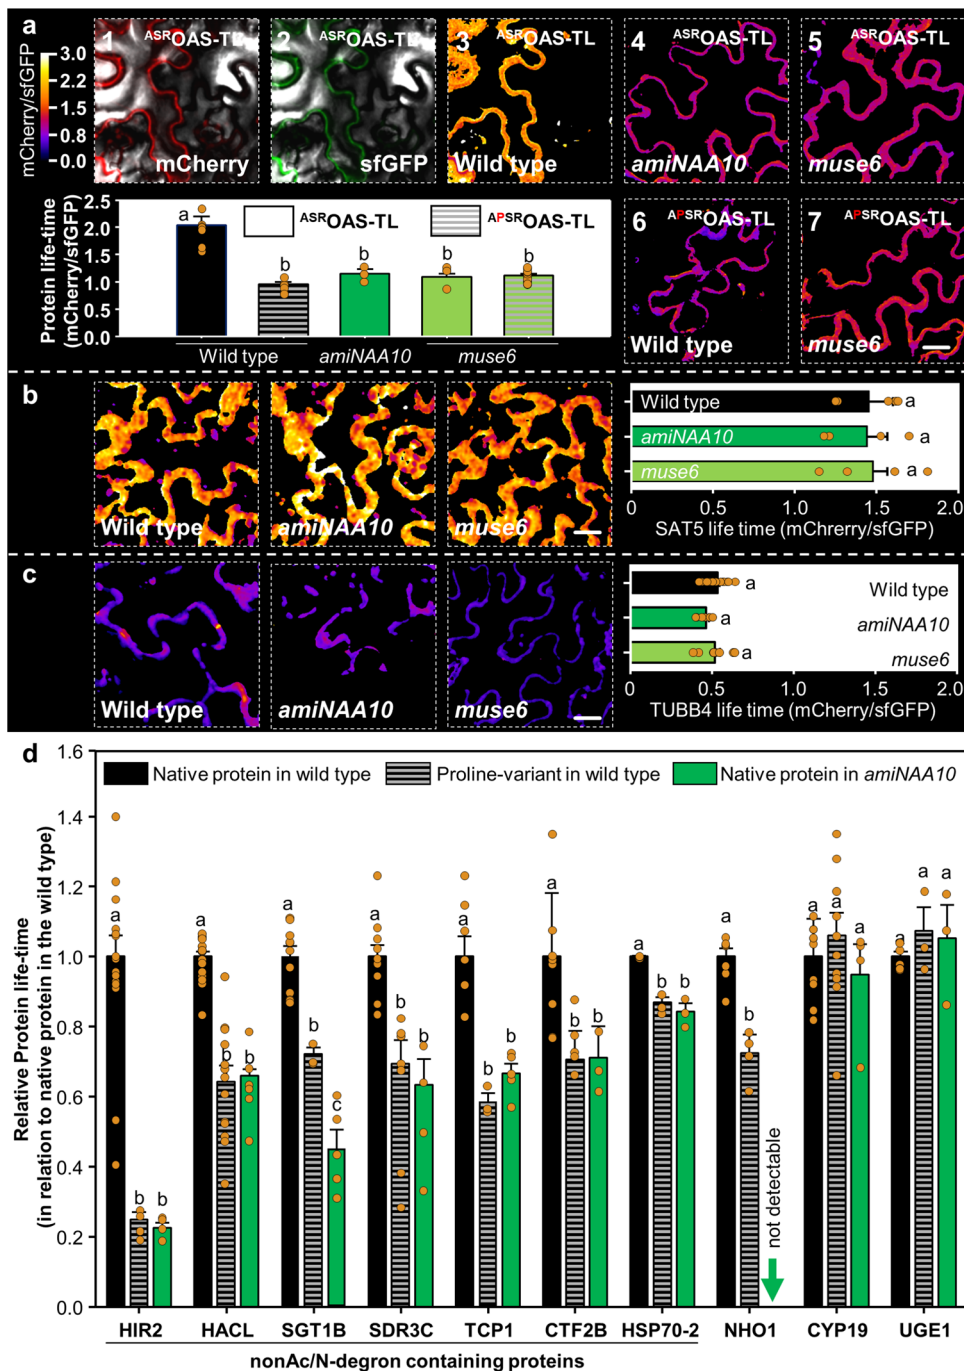 a
mCherry/sfGFP
3.0
2.2
1.5
0.8
0.0
1 ASROAS-TL
mCherry
2 ASROAS-TL
sfGFP
3 ASROAS-TL
Wild type
4 ASROAS-TL
amiNAA10
5 ASROAS-TL
muse6
Protein life-time
(mCherry/sfGFP)
2.5
2.0
1.5
1.0
0.5
0.0
a b b b b
ASROAS-TL APSROAS-TL
Wild type amiNAA10 muse6
6 APSROAS-TL
Wild type
7 APSROAS-TL
muse6
b
Wild type
amiNAA10
muse6
Wild type a
amiNAA10 a
muse6 a
0 0.5 1.0 1.5 2.0
SAT5 life time (mChrerry/sfGFP)
c
Wild type
amiNAA10
muse6
a Wild type
a amiNAA10
a muse6
0 0.5 1.0 1.5 2.0
TUBB4 life time (mCherry/sfGFP)
d
Relative Protein life-time
(in relation to native protein in the wild type)
1.6
1.4
1.2
1.0
0.8
0.6
0.4
0.2
0.0
Native protein in wild type Proline-variant in wild type Native protein in amiNAA10
a b b
a b b
a b c
a b b
a b b
a b b
a b b
a b not detectable
a a a
a a a
HIR2 HACL SGT1B SDR3C TCP1 CTF2B HSP70-2 NHO1 CYP19 UGE1
nonAc/N-degron containing proteins